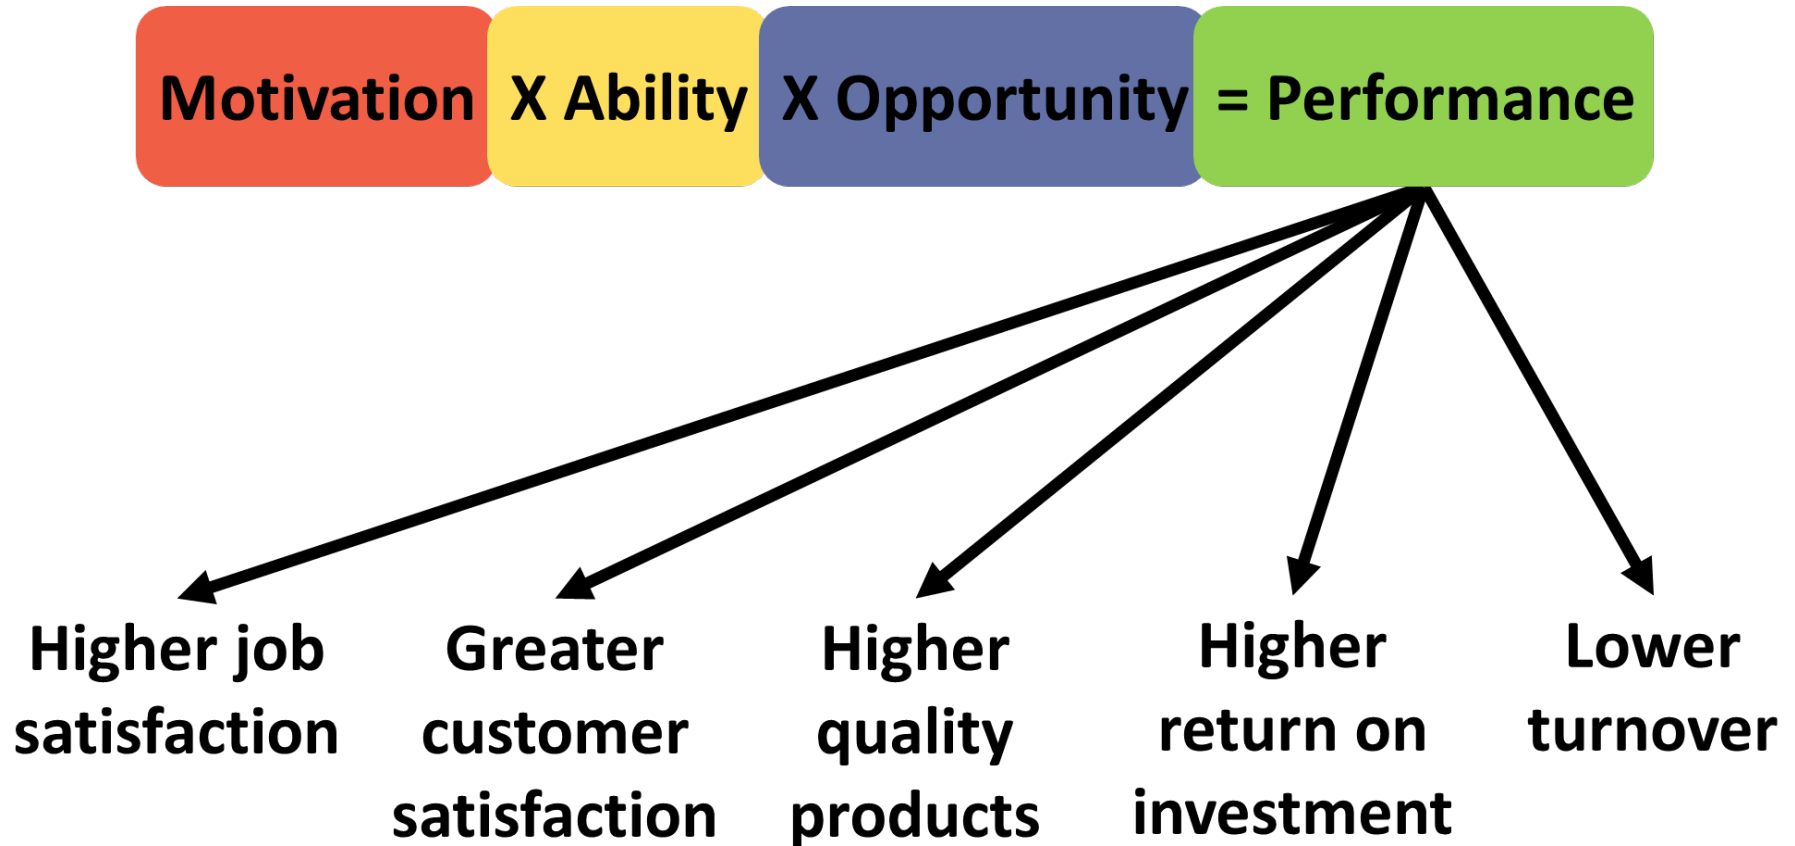 Motivation X Ability X Opportunity = Performance
Higher job
satisfaction
Greater
customer
satisfaction
Higher
quality
products
Higher
return on
investment
Lower
turnover